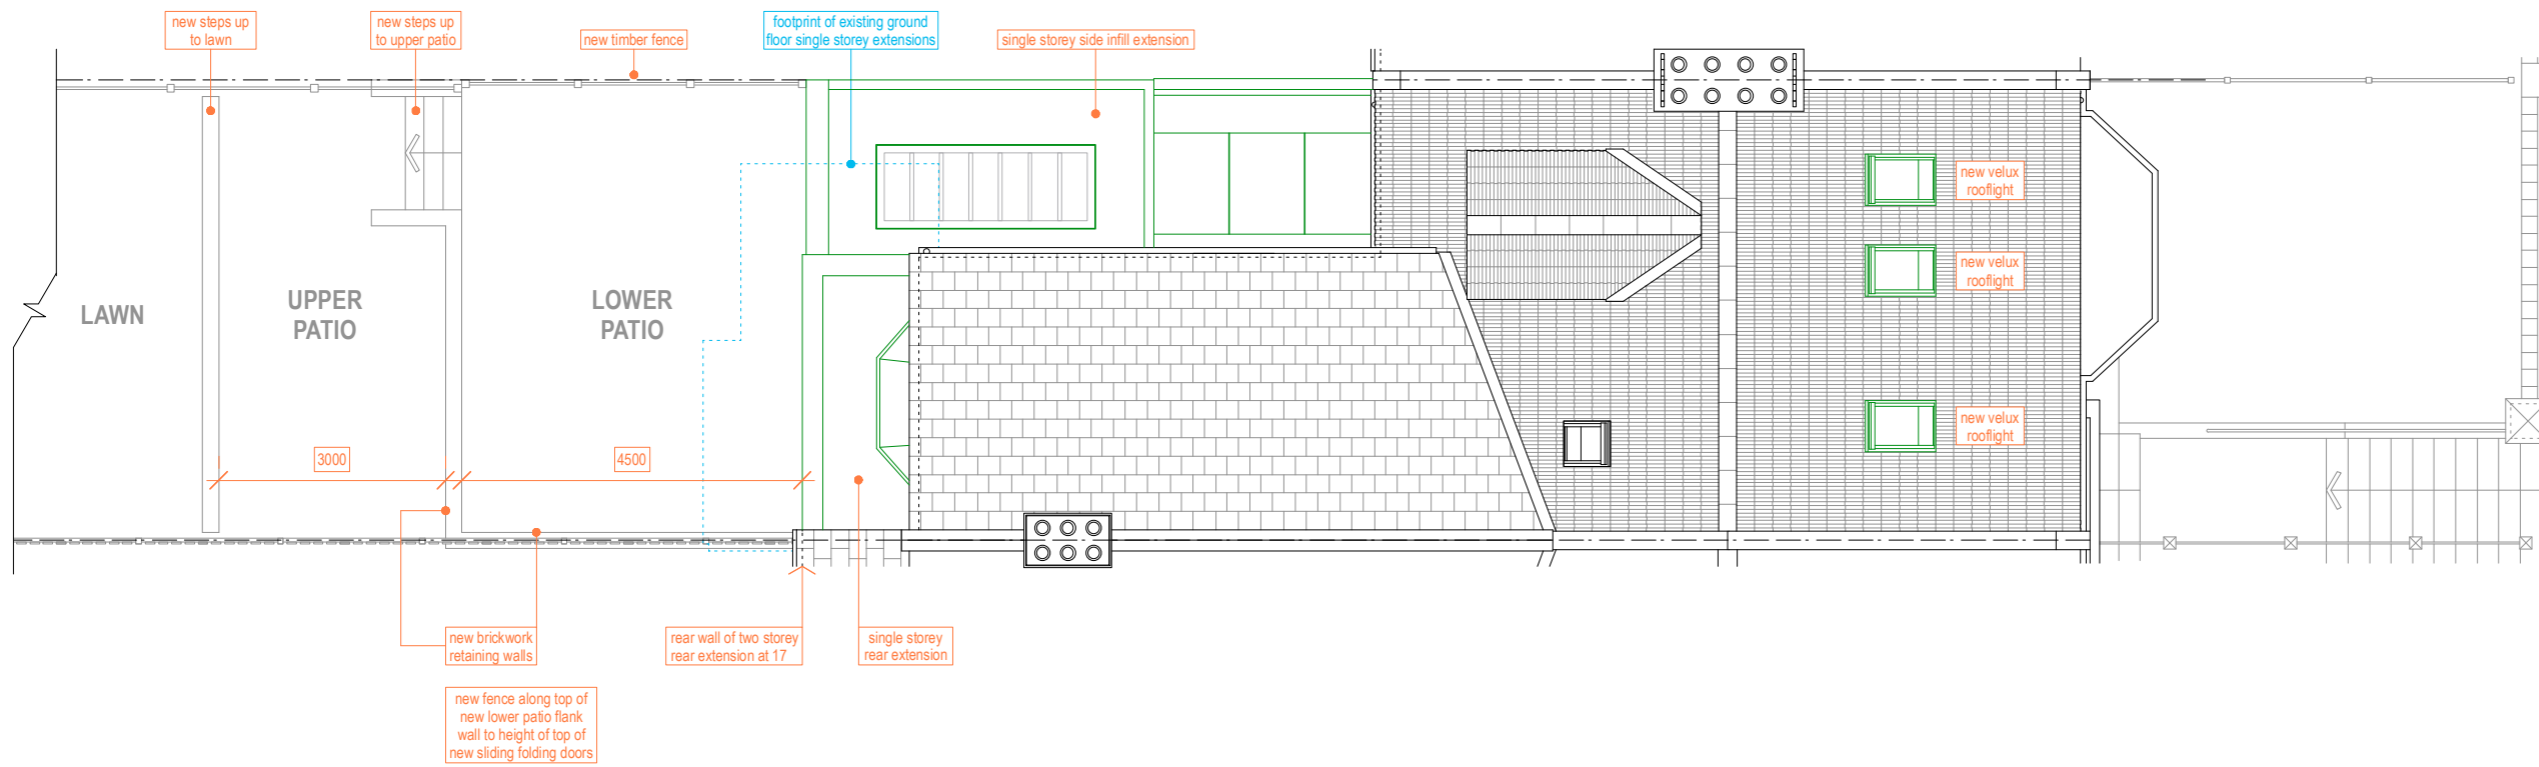 new steps up
to lawn
new steps up
to upper patio
new timber fence
footprint of existing ground
floor single storey extensions
single storey side infill extension
new velux
rooflight
new velux
rooflight
new velux
rooflight
LAWN
UPPER
PATIO
LOWER
PATIO
3000
4500
new brickwork
retaining walls
rear wall of two storey
rear extension at 17
single storey
rear extension
new fence along top of
new lower patio flank
wall to height of top of
new sliding folding doors